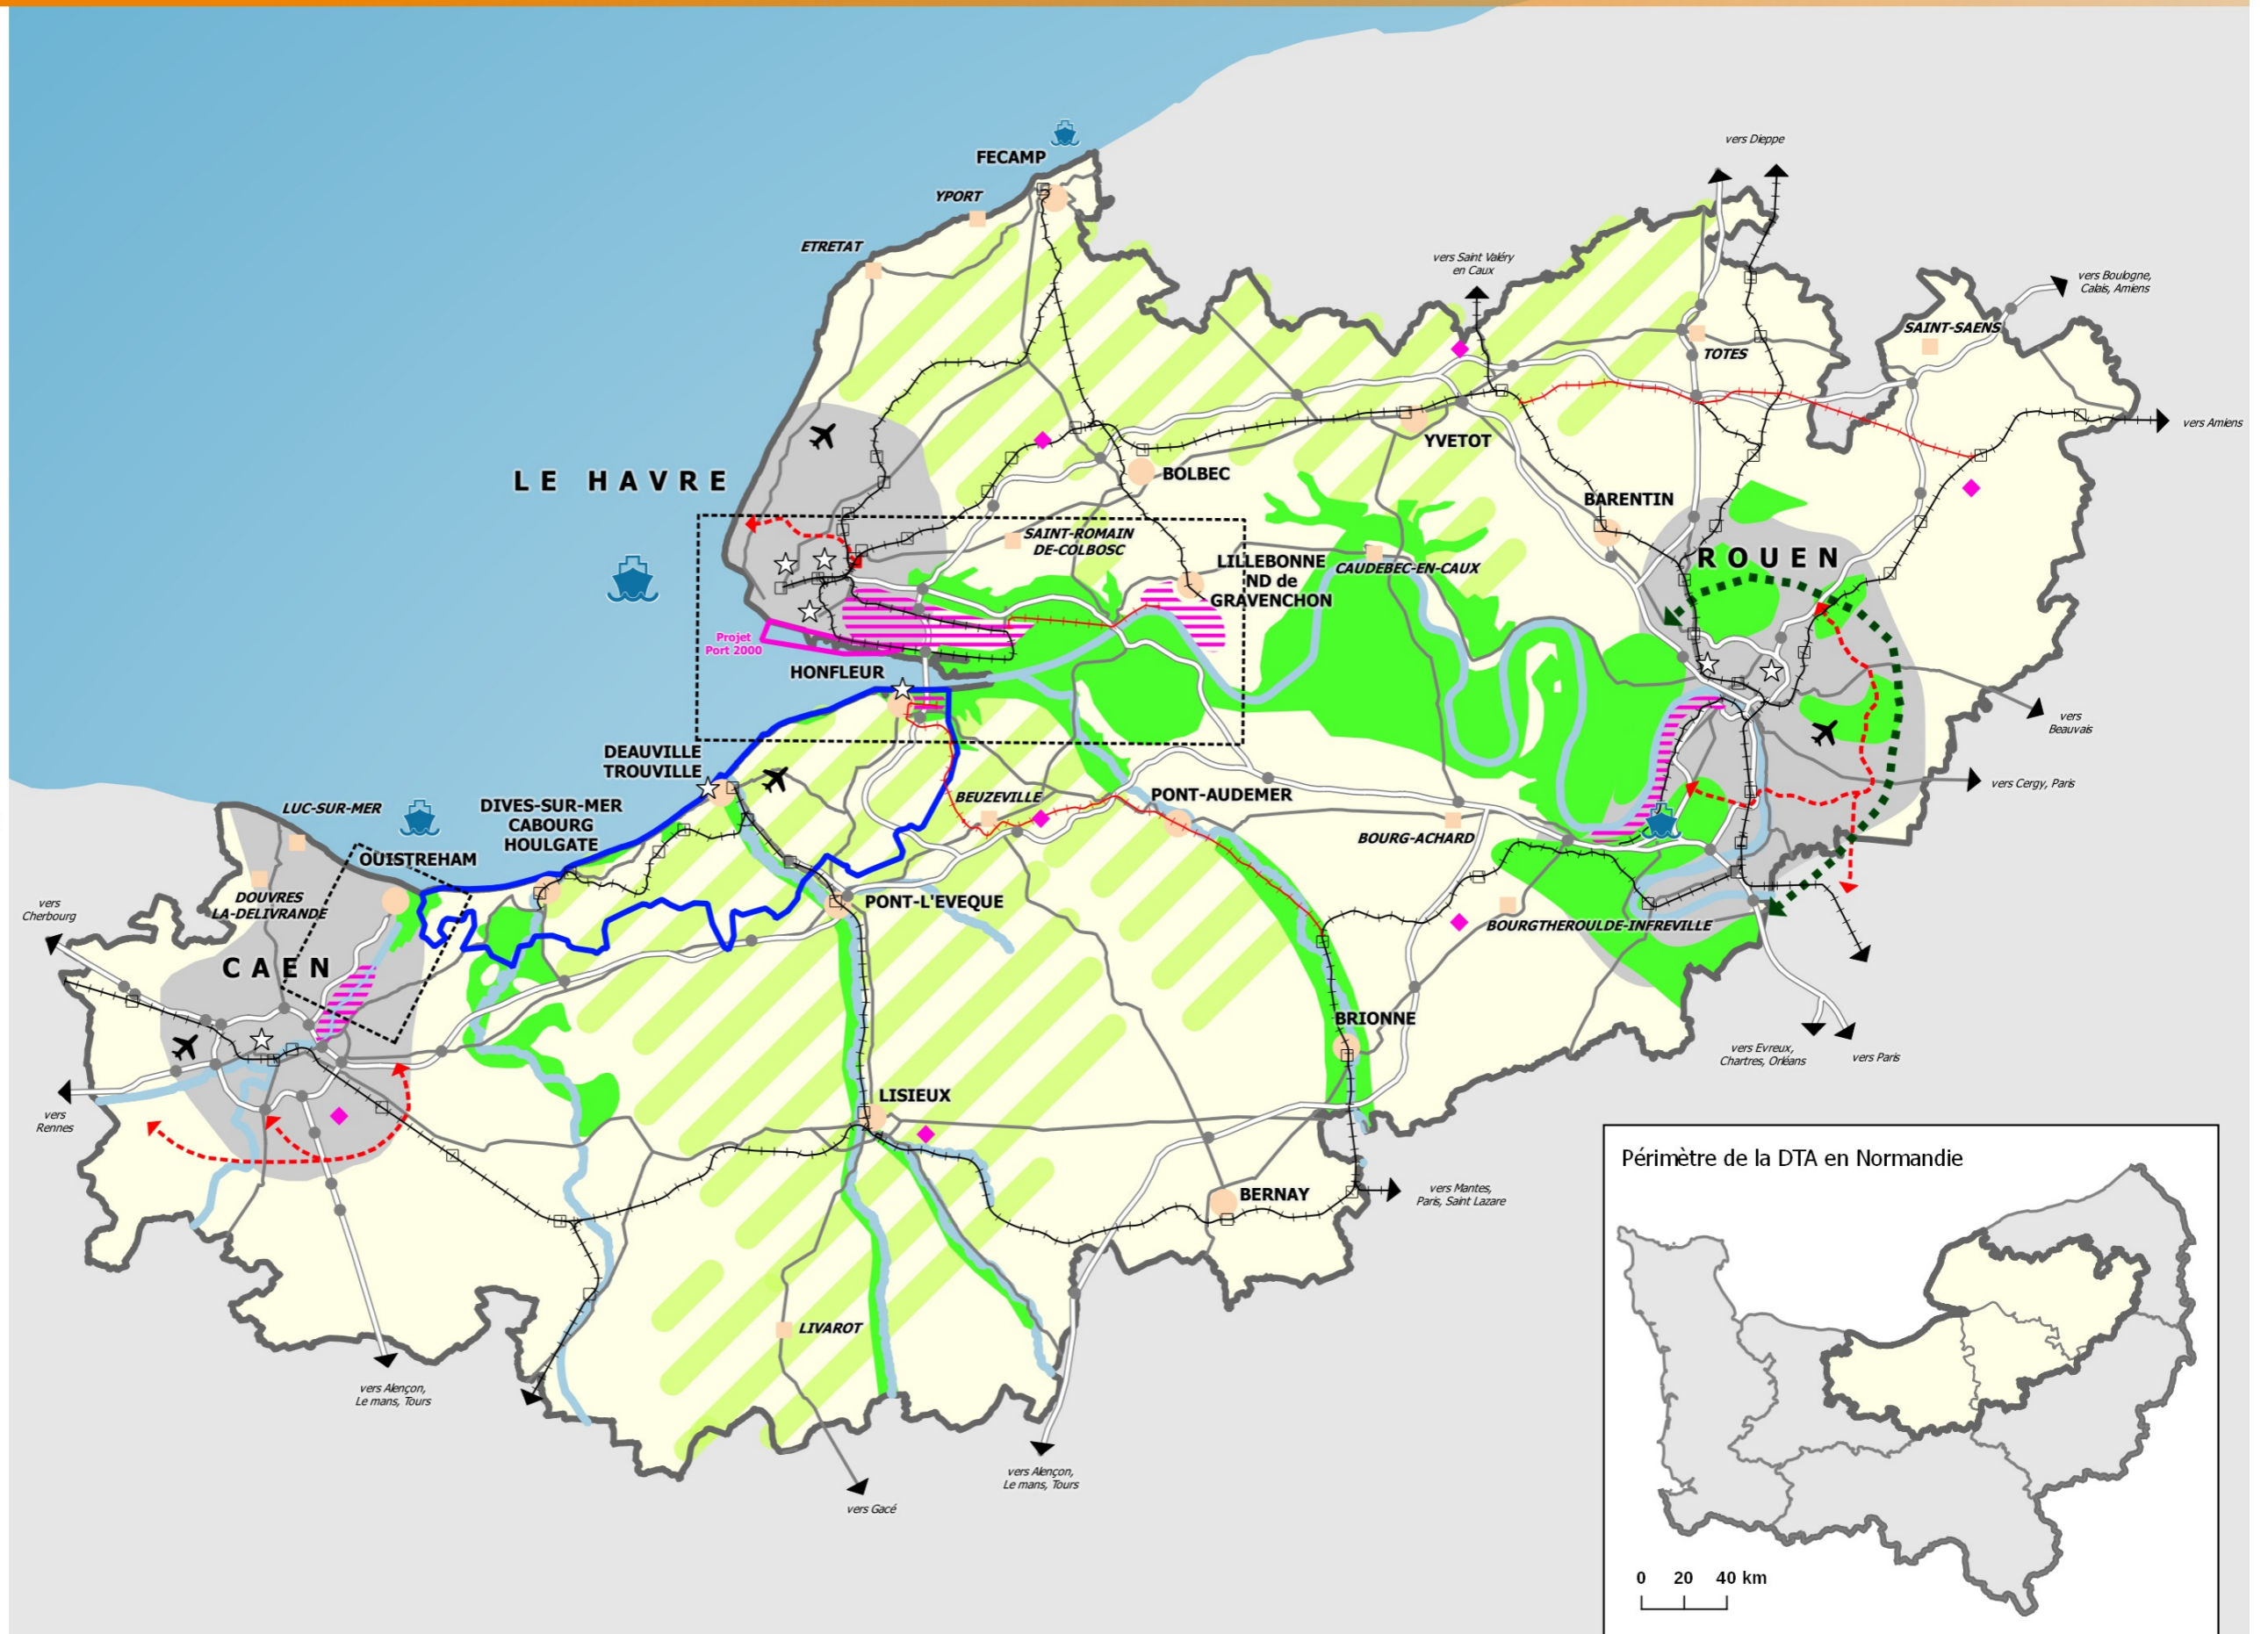 vers Dieppe
FECAMP
YPORT
ETRETAT
vers Saint Valéry
en Caux
vers Boulogne,
Calais, Amiens
SAINT-SAENS
TOTES
vers Amiens
YVETOT
LE HAVRE
BOLBEC
BARENTIN
SAINT-ROMAIN
DE-COLBOSC
ROUEN
LILLEBONNE
ND de
GRAVENCHON
CAUDEBEC-EN-CAUX
Projet
Port 2000
HONFLEUR
vers
Beauvais
DEAUVILLE
TROUVILLE
vers Cergy, Paris
LUC-SUR-MER
DIVES-SUR-MER
CABOURG
HOULGATE
BEUZEVILLE
PONT-AUDEMER
BOURG-ACHARD
OUISTREHAM
DOUVRES
LA-DELIVRANDE
vers
Cherbourg
PONT-L'EVEQUE
BOURGTHEROULDE-INFREVILLE
CAEN
BRIONNE
vers Evreux,
Chartres, Orléans
vers Paris
LISIEUX
vers
Rennes
BERNAY
vers Mantes,
Paris, Saint Lazare
Périmètre de la DTA en Normandie
LIVAROT
vers Alençon,
Le mans, Tours
vers Alençon,
Le mans, Tours
vers Gacé
0 20 40 km